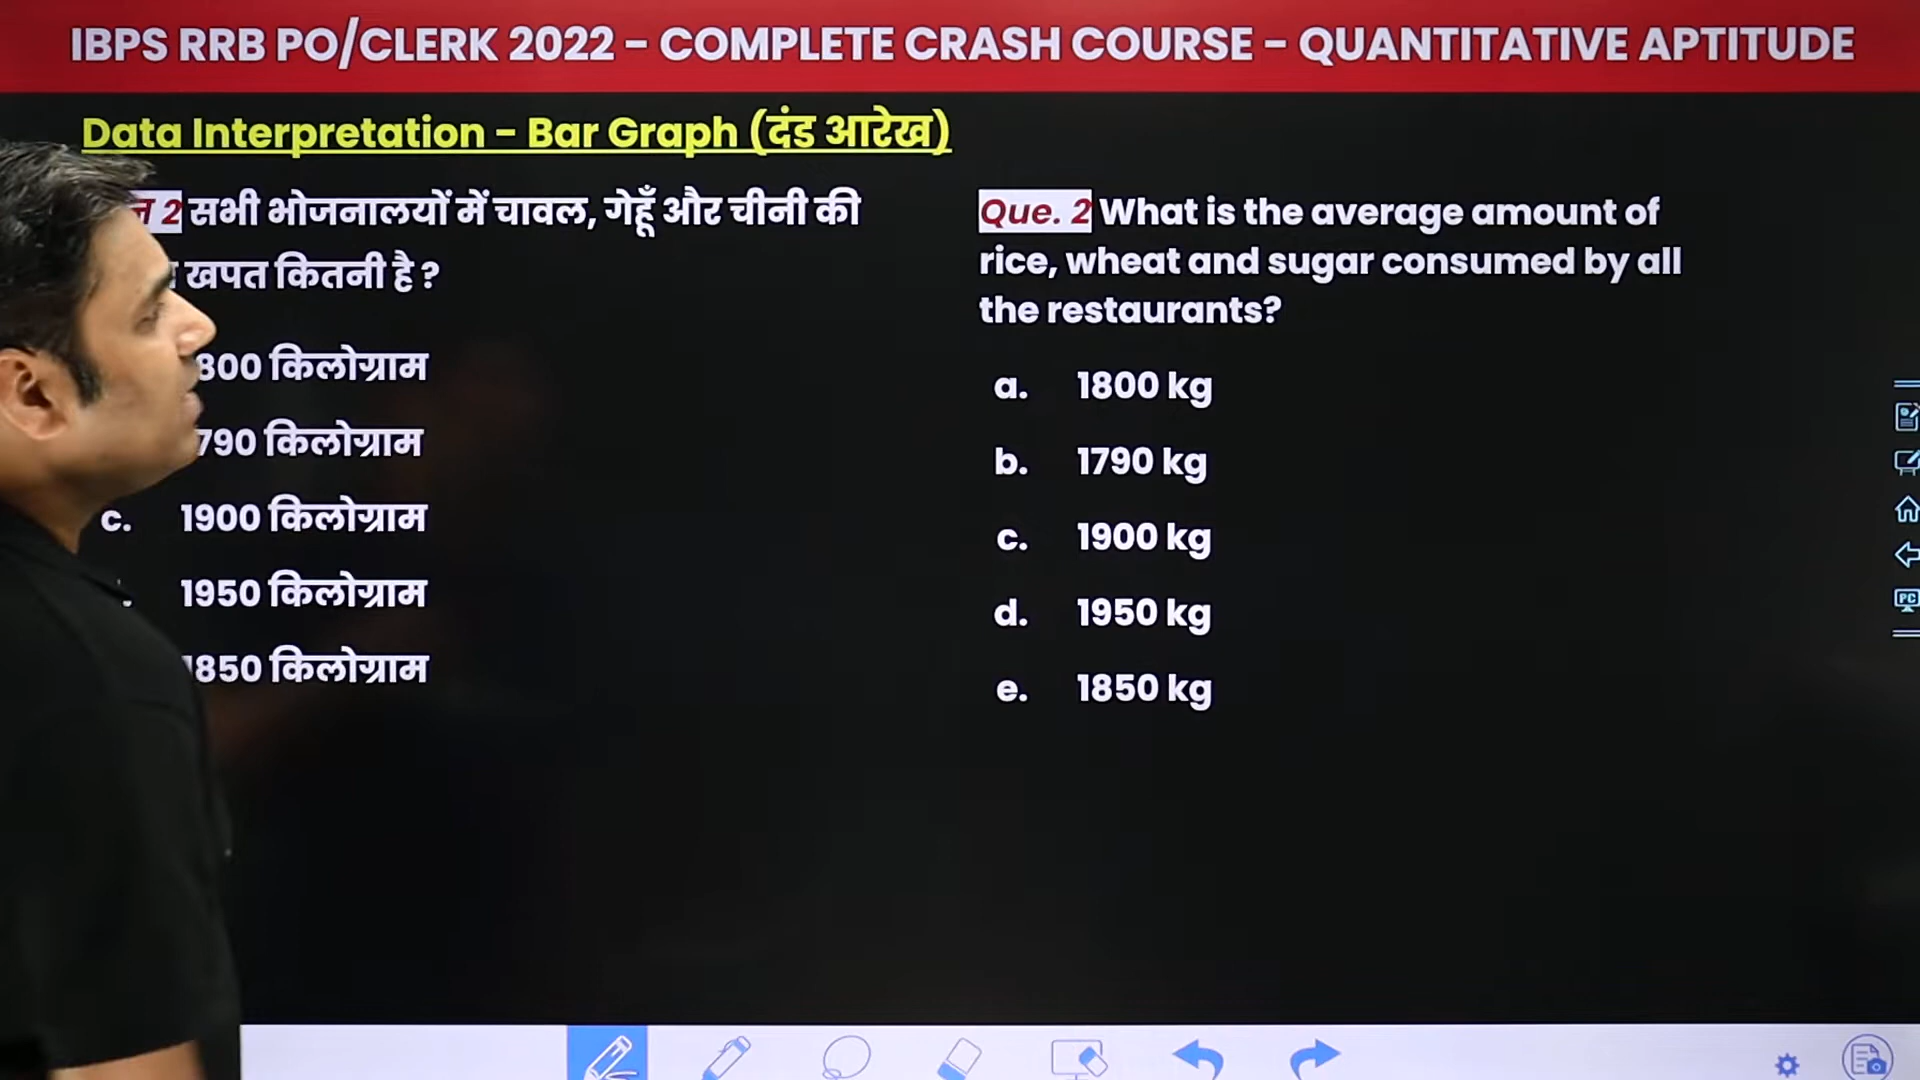 IBPS RRB PO/CLERK 2022 - COMPLETE CRASH COURSE - QUANTITATIVE APTITUDE
Data Interpretation - Bar Graph (दंड आरेख)
2 सभी भोजनालयों में चावल, गेहूँ और चीनी की
खपत कितनी है ?
800 किलोग्राम
790 किलोग्राम
c. 1900 किलोग्राम
1950 किलोग्राम
1850 किलोग्राम
Que. 2 What is the average amount of
rice, wheat and sugar consumed by all
the restaurants?
a. 1800 kg
b. 1790 kg
c. 1900 kg
d. 1950 kg
e. 1850 kg
PC